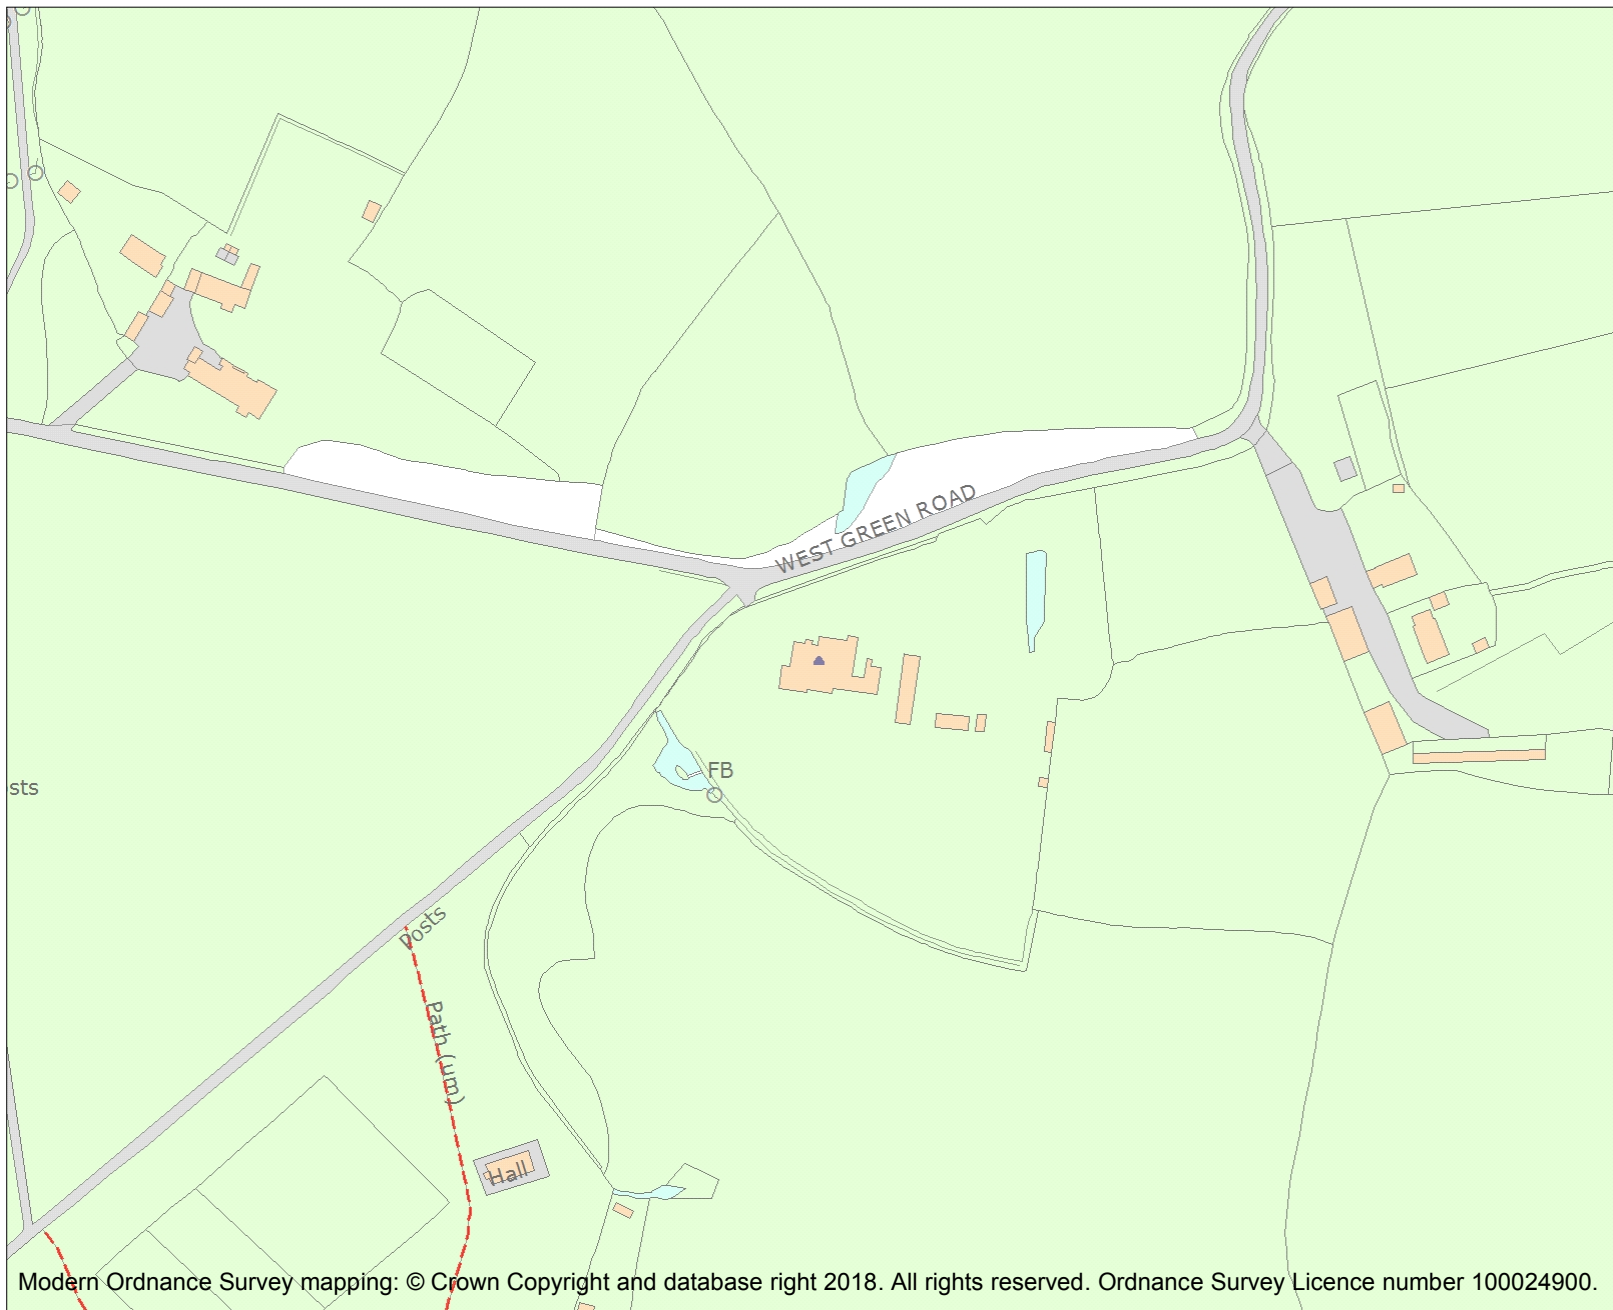 WEST GREEN ROAD
FB
sts
Posts
Path (um)
Hall
Modern Ordnance Survey mapping: © Crown Copyright and database right 2018. All rights reserved. Ordnance Survey Licence number 100024900.